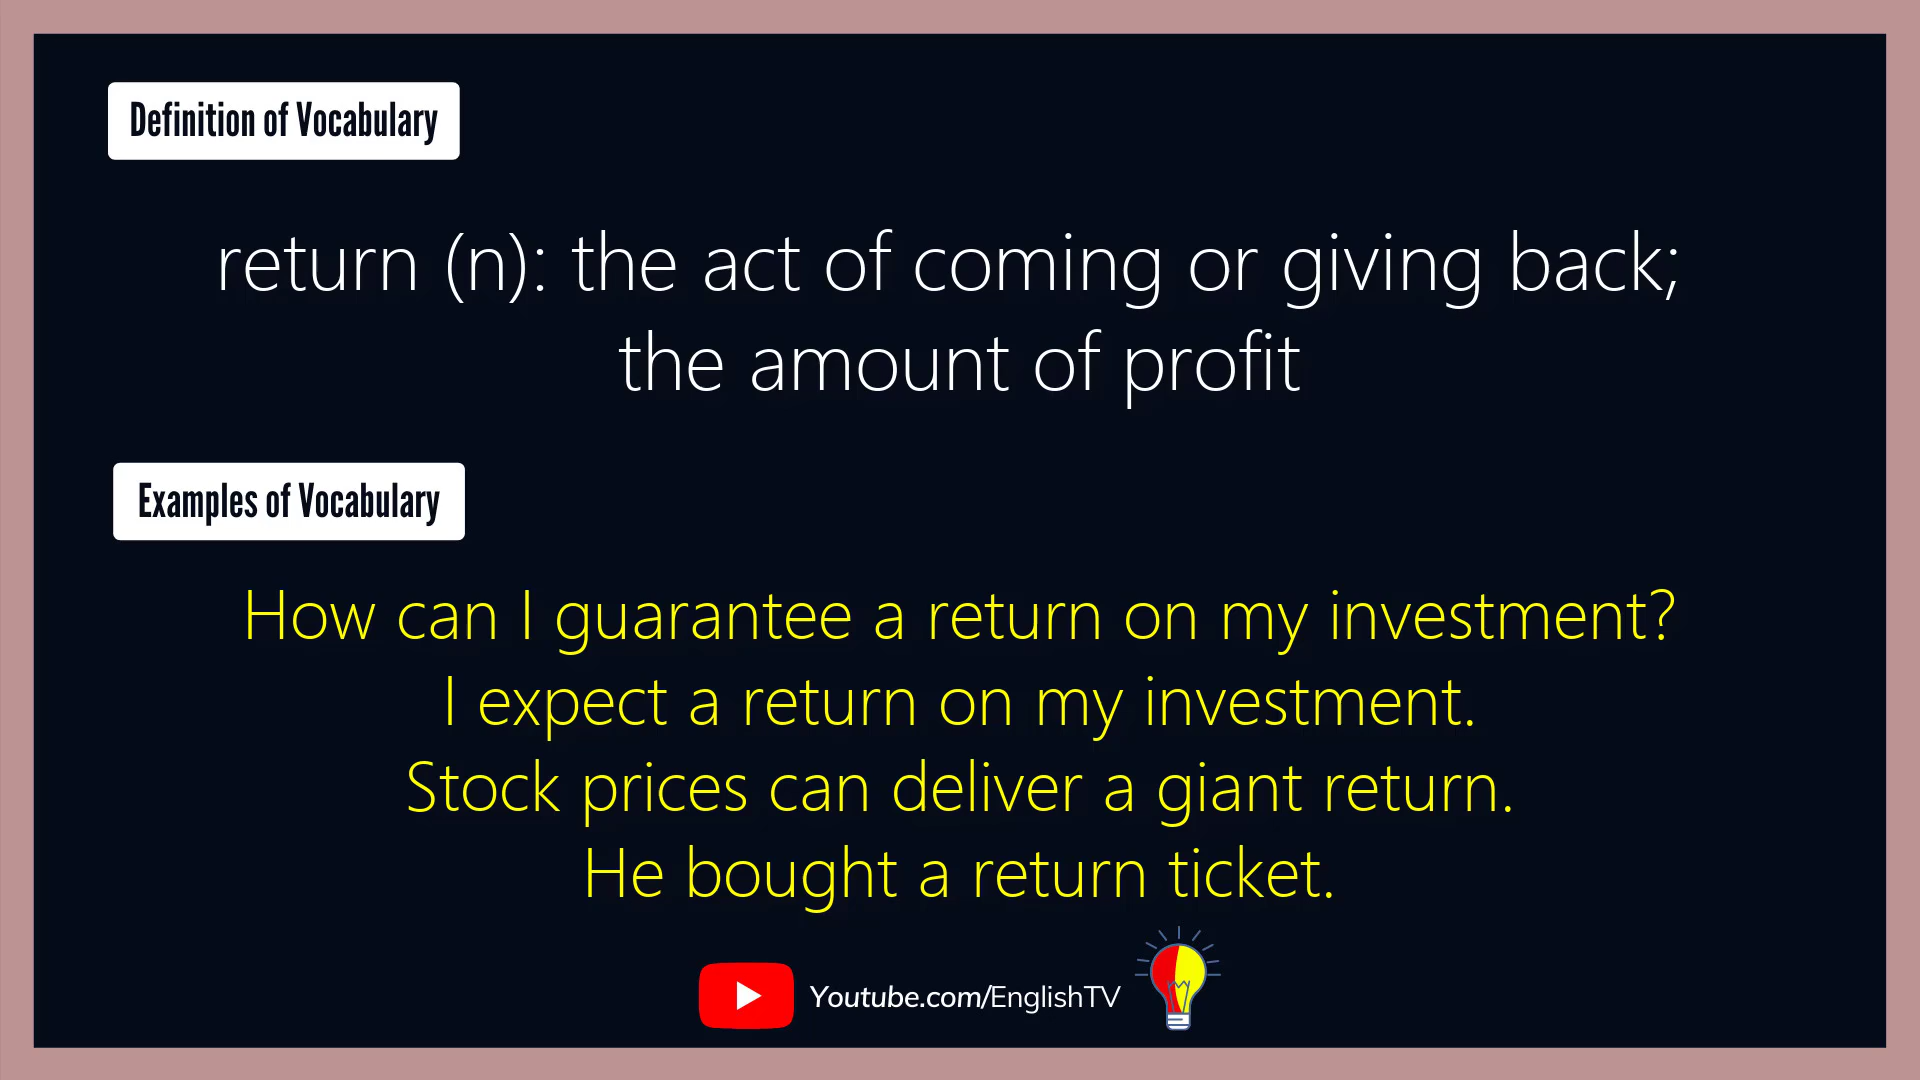 Definition of Vocabulary
return (n): the act of coming or giving back;
the amount of profit
Examples of Vocabulary
How can I guarantee a return on my investment?
I expect a return on my investment.
Stock prices can deliver a giant return.
He bought a return ticket.
Youtube.com/EnglishTV